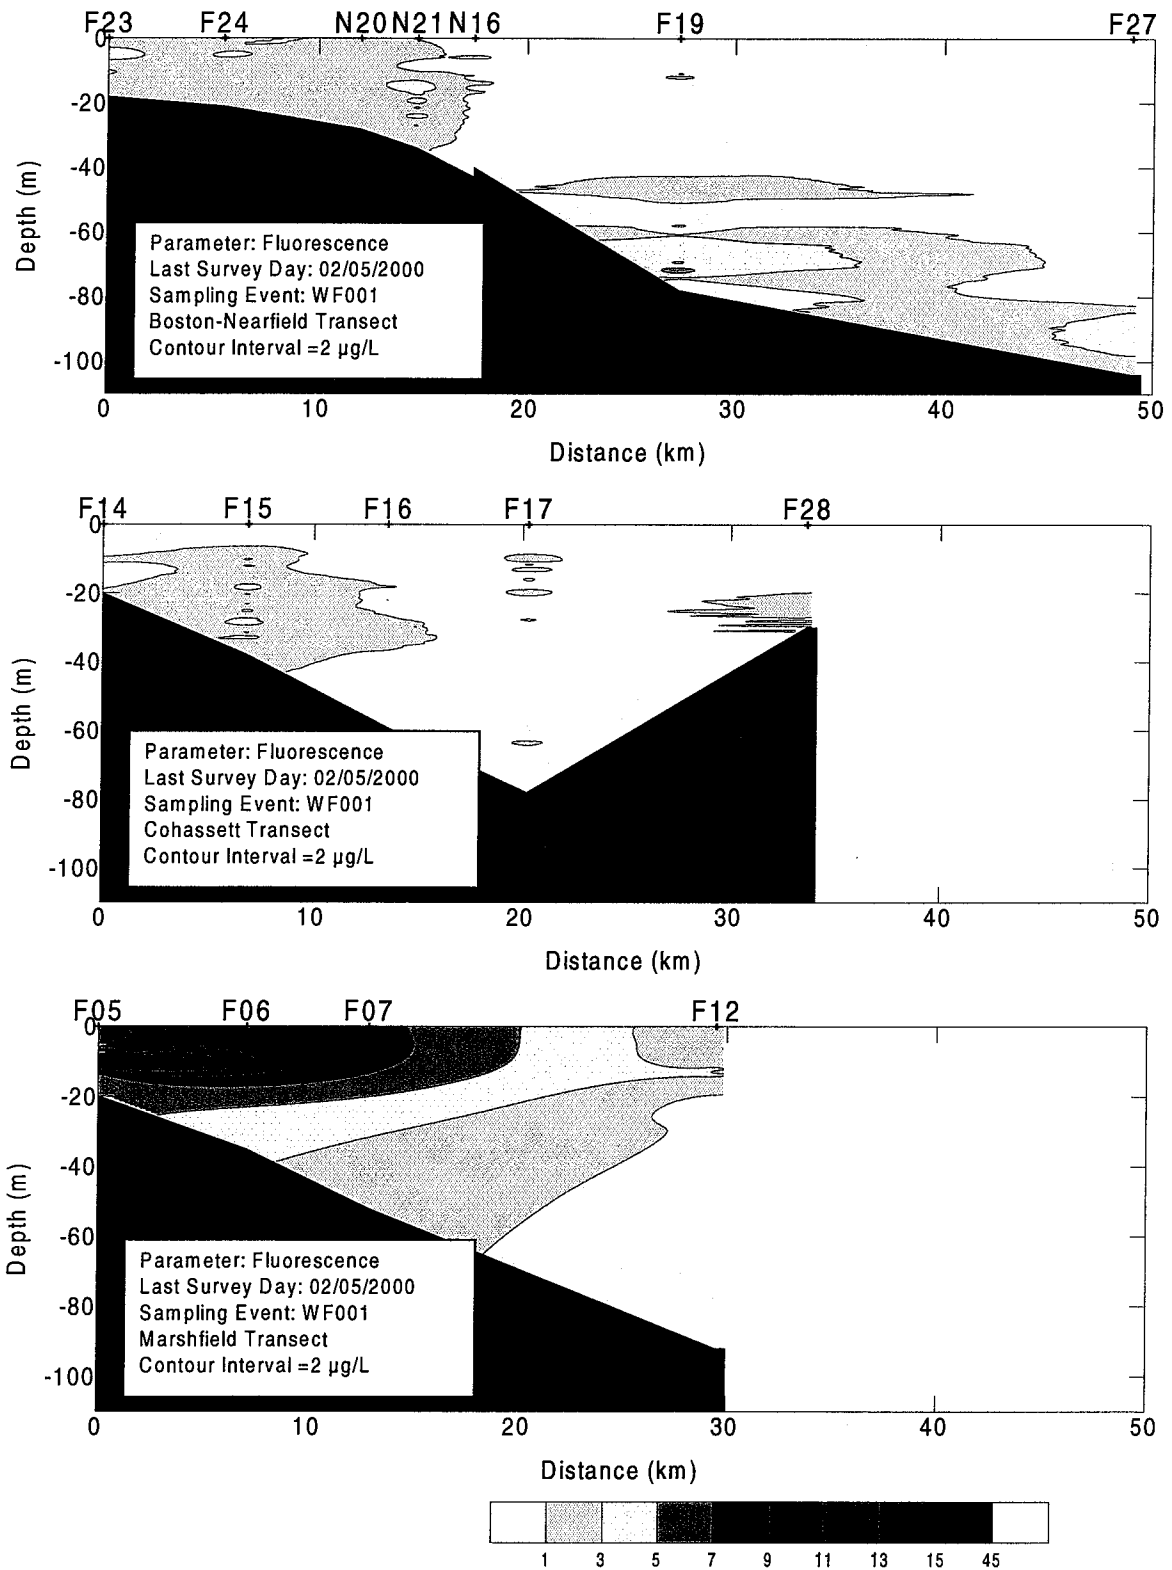 F23 F24 N20 N21 N16 F19 F27
0
-20
-40
-60
-80
-100
Depth (m)
Parameter: Fluorescence
Last Survey Day: 02/05/2000
Sampling Event: WF001
Boston-Nearfield Transect
Contour Interval =2 µg/L
0 10 20 30 40 50
Distance (km)
F14 F15 F16 F17 F28
0
-20
-40
-60
-80
-100
Depth (m)
Parameter: Fluorescence
Last Survey Day: 02/05/2000
Sampling Event: WF001
Cohassett Transect
Contour Interval =2 µg/L
0 10 20 30 40 50
Distance (km)
F05 F06 F07 F12
0
-20
-40
-60
-80
-100
Depth (m)
Parameter: Fluorescence
Last Survey Day: 02/05/2000
Sampling Event: WF001
Marshfield Transect
Contour Interval =2 µg/L
0 10 20 30 40 50
Distance (km)
1 3 5 7 9 11 13 15 45